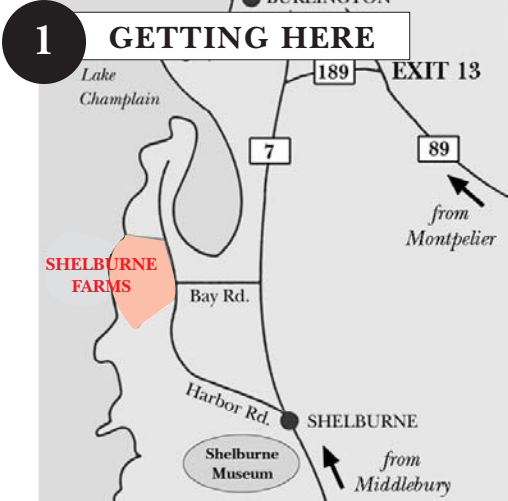 BURLINGTON
1 GETTING HERE
Lake
Champlain
189
EXIT 13
7
89
from
Montpelier
SHELBURNE
FARMS
Bay Rd.
Harbor Rd.
SHELBURNE
Shelburne
Museum
from
Middlebury